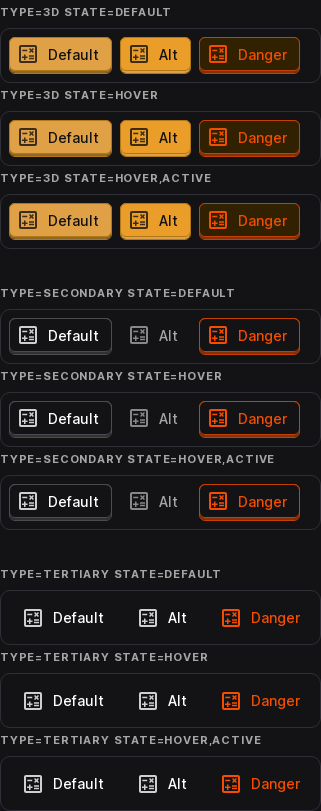 TYPE=3D STATE=DEFAULT
Default Alt Danger
TYPE=3D STATE=HOVER
Default Alt Danger
TYPE=3D STATE=HOVER,ACTIVE
Default Alt Danger
TYPE=SECONDARY STATE=DEFAULT
Default Alt Danger
TYPE=SECONDARY STATE=HOVER
Default Alt Danger
TYPE=SECONDARY STATE=HOVER,ACTIVE
Default Alt Danger
TYPE=TERTIARY STATE=DEFAULT
Default Alt Danger
TYPE=TERTIARY STATE=HOVER
Default Alt Danger
TYPE=TERTIARY STATE=HOVER,ACTIVE
Default Alt Danger